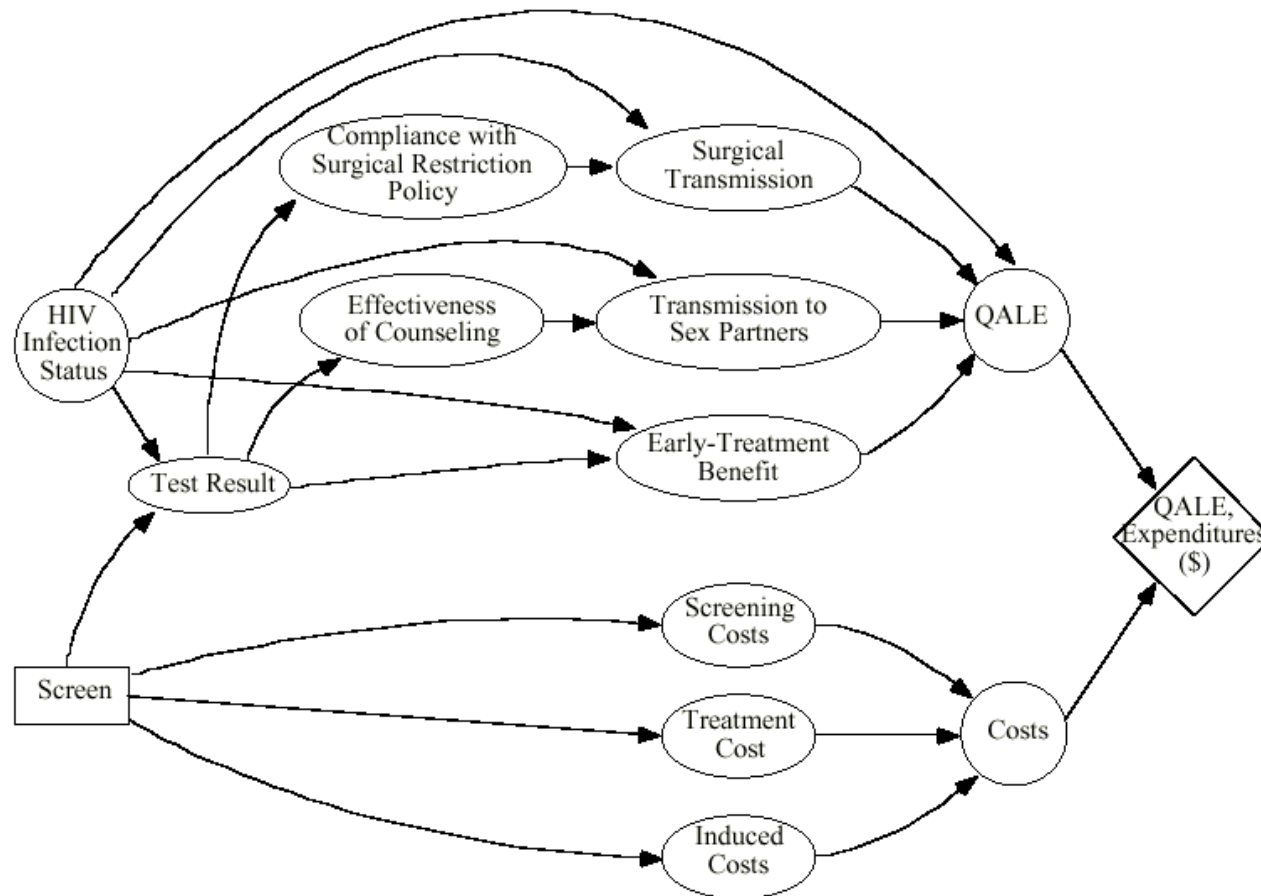 Compliance with
Surgical Restriction
Policy
Surgical
Transmission
HIV
Infection
Status
Effectiveness
of Counseling
Transmission to
Sex Partners
QALE
Test Result
Early-Treatment
Benefit
QALE,
Expenditures
($)
Screening
Costs
Screen
Treatment
Cost
Costs
Induced
Costs